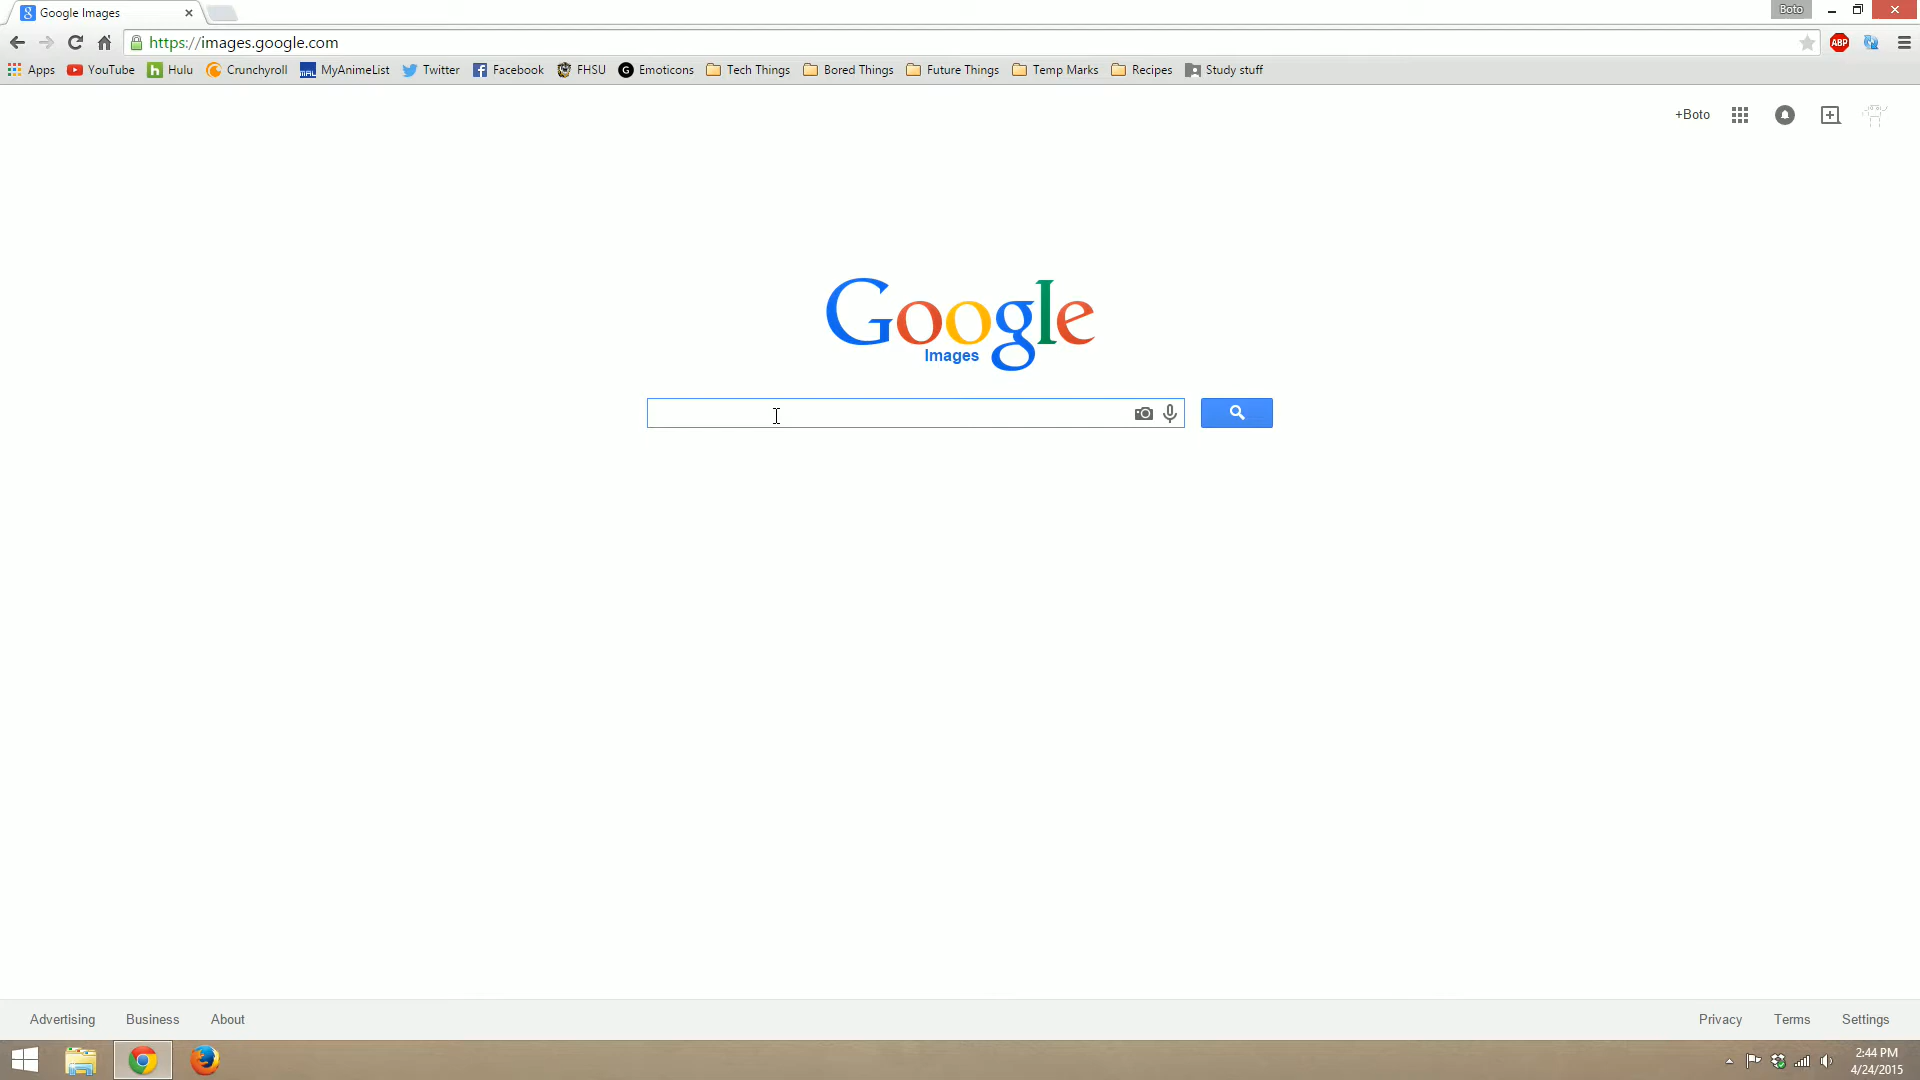 Google Images
Boto
https://images.google.com
ABP
Apps YouTube Hulu Crunchyroll MyAnimeList Twitter Facebook FHSU Emoticons Tech Things Bored Things Future Things Temp Marks Recipes Study stuff
+Boto
Google
Images
Advertising Business About Privacy Terms Settings
2:44 PM
4/24/2015